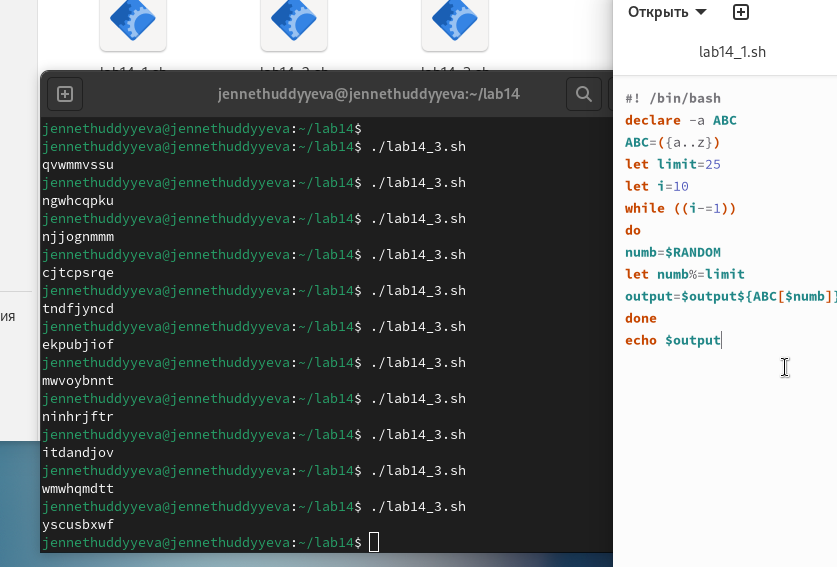 jennethuddyyeva@jennethuddyyeva:~/lab14
jennethuddyyeva@jennethuddyyeva:~/lab14$
jennethuddyyeva@jennethuddyyeva:~/lab14$ ./lab14_3.sh
qvwmmvssu
jennethuddyyeva@jennethuddyyeva:~/lab14$ ./lab14_3.sh
ngwhcqpku
jennethuddyyeva@jennethuddyyeva:~/lab14$ ./lab14_3.sh
njjognmmm
jennethuddyyeva@jennethuddyyeva:~/lab14$ ./lab14_3.sh
cjtcpsrqe
jennethuddyyeva@jennethuddyyeva:~/lab14$ ./lab14_3.sh
tndfjyncd
jennethuddyyeva@jennethuddyyeva:~/lab14$ ./lab14_3.sh
ekpubjiof
jennethuddyyeva@jennethuddyyeva:~/lab14$ ./lab14_3.sh
mwvoybnnt
jennethuddyyeva@jennethuddyyeva:~/lab14$ ./lab14_3.sh
ninhrjftr
jennethuddyyeva@jennethuddyyeva:~/lab14$ ./lab14_3.sh
itdandjov
jennethuddyyeva@jennethuddyyeva:~/lab14$ ./lab14_3.sh
wmwhqmdtt
jennethuddyyeva@jennethuddyyeva:~/lab14$ ./lab14_3.sh
yscusbxwf
jennethuddyyeva@jennethuddyyeva:~/lab14$
ия
Открыть
lab14_1.sh
#! /bin/bash
declare -a ABC
ABC=({a..z})
let limit=25
let i=10
while ((i-=1))
do
numb=$RANDOM
let numb%=limit
output=$output${ABC[$numb]}
done
echo $output